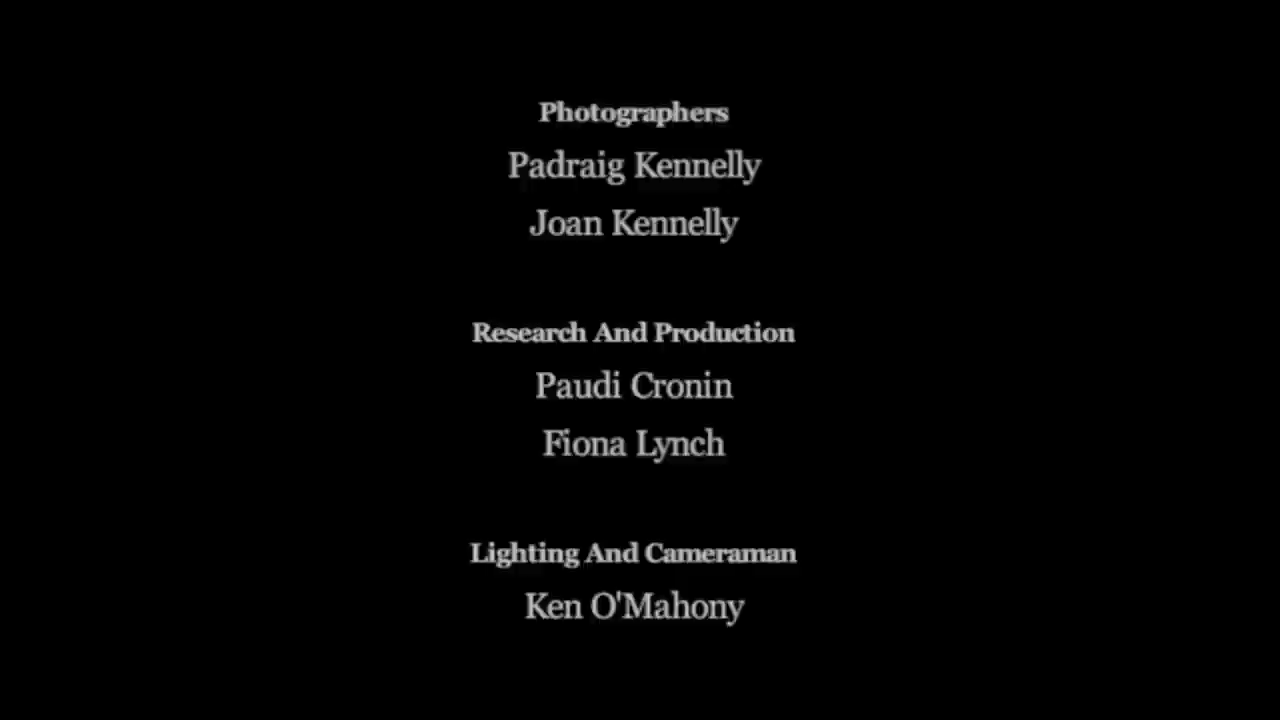 Photographers
Padraig Kennelly
Joan Kennelly
Research And Production
Paudi Cronin
Fiona Lynch
Lighting And Cameraman
Ken O'Mahony